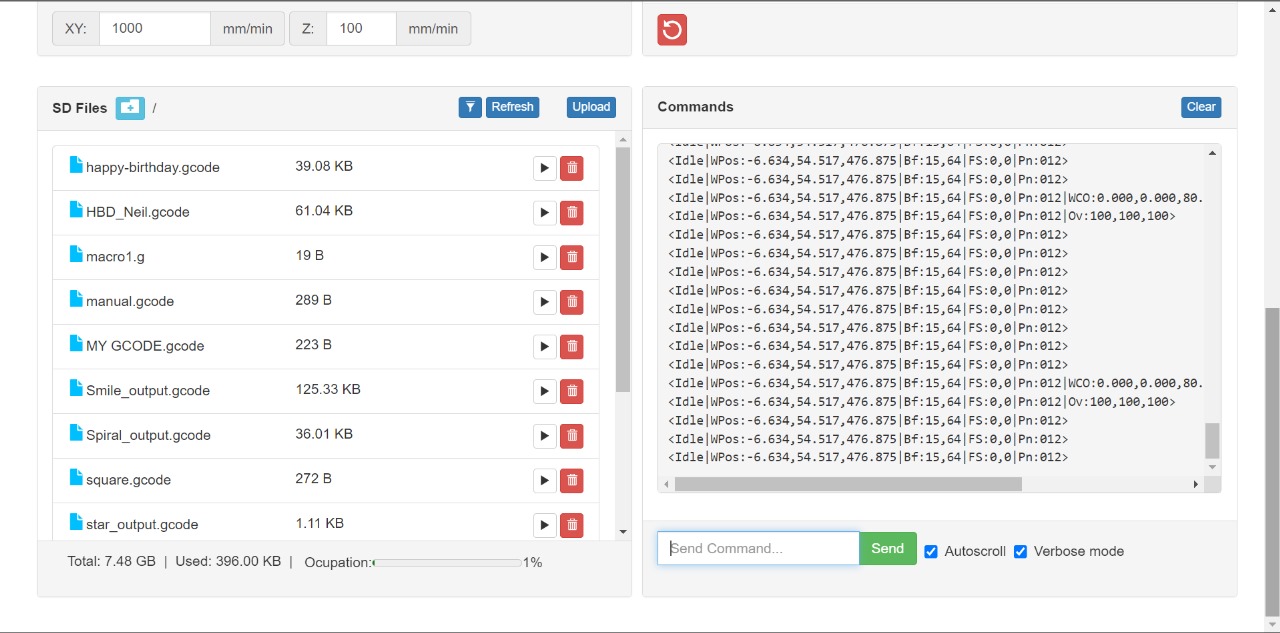 XY: 1000 mm/min Z: 100 mm/min
SD Files / Refresh Upload
happy-birthday.gcode 39.08 KB
HBD_Neil.gcode 61.04 KB
macro1.g 19 B
manual.gcode 289 B
MY GCODE.gcode 223 B
Smile_output.gcode 125.33 KB
Spiral_output.gcode 36.01 KB
square.gcode 272 B
star_output.gcode 1.11 KB
Total: 7.48 GB | Used: 396.00 KB | Ocupation: 1%
Commands Clear
<Idle|WPos:-6.634,54.517,476.875|Bf:15,64|FS:0,0|Pn:012>
<Idle|WPos:-6.634,54.517,476.875|Bf:15,64|FS:0,0|Pn:012>
<Idle|WPos:-6.634,54.517,476.875|Bf:15,64|FS:0,0|Pn:012>
<Idle|WPos:-6.634,54.517,476.875|Bf:15,64|FS:0,0|Pn:012|WCO:0.000,0.000,80.
<Idle|WPos:-6.634,54.517,476.875|Bf:15,64|FS:0,0|Pn:012|Ov:100,100,100>
<Idle|WPos:-6.634,54.517,476.875|Bf:15,64|FS:0,0|Pn:012>
<Idle|WPos:-6.634,54.517,476.875|Bf:15,64|FS:0,0|Pn:012>
<Idle|WPos:-6.634,54.517,476.875|Bf:15,64|FS:0,0|Pn:012>
<Idle|WPos:-6.634,54.517,476.875|Bf:15,64|FS:0,0|Pn:012>
<Idle|WPos:-6.634,54.517,476.875|Bf:15,64|FS:0,0|Pn:012>
<Idle|WPos:-6.634,54.517,476.875|Bf:15,64|FS:0,0|Pn:012>
<Idle|WPos:-6.634,54.517,476.875|Bf:15,64|FS:0,0|Pn:012>
<Idle|WPos:-6.634,54.517,476.875|Bf:15,64|FS:0,0|Pn:012>
<Idle|WPos:-6.634,54.517,476.875|Bf:15,64|FS:0,0|Pn:012|WCO:0.000,0.000,80.
<Idle|WPos:-6.634,54.517,476.875|Bf:15,64|FS:0,0|Pn:012|Ov:100,100,100>
<Idle|WPos:-6.634,54.517,476.875|Bf:15,64|FS:0,0|Pn:012>
<Idle|WPos:-6.634,54.517,476.875|Bf:15,64|FS:0,0|Pn:012>
<Idle|WPos:-6.634,54.517,476.875|Bf:15,64|FS:0,0|Pn:012>
Send Command... Send Autoscroll Verbose mode